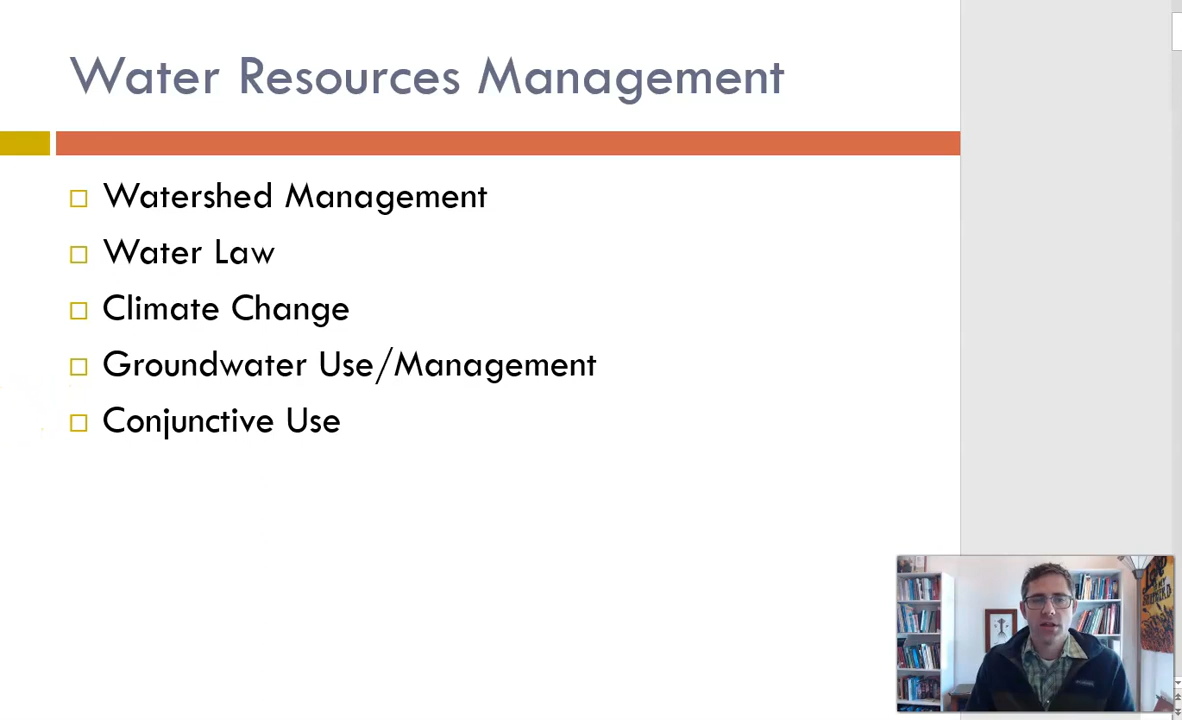 Water Resources Management
Watershed Management
Water Law
Climate Change
Groundwater Use/Management
Conjunctive Use